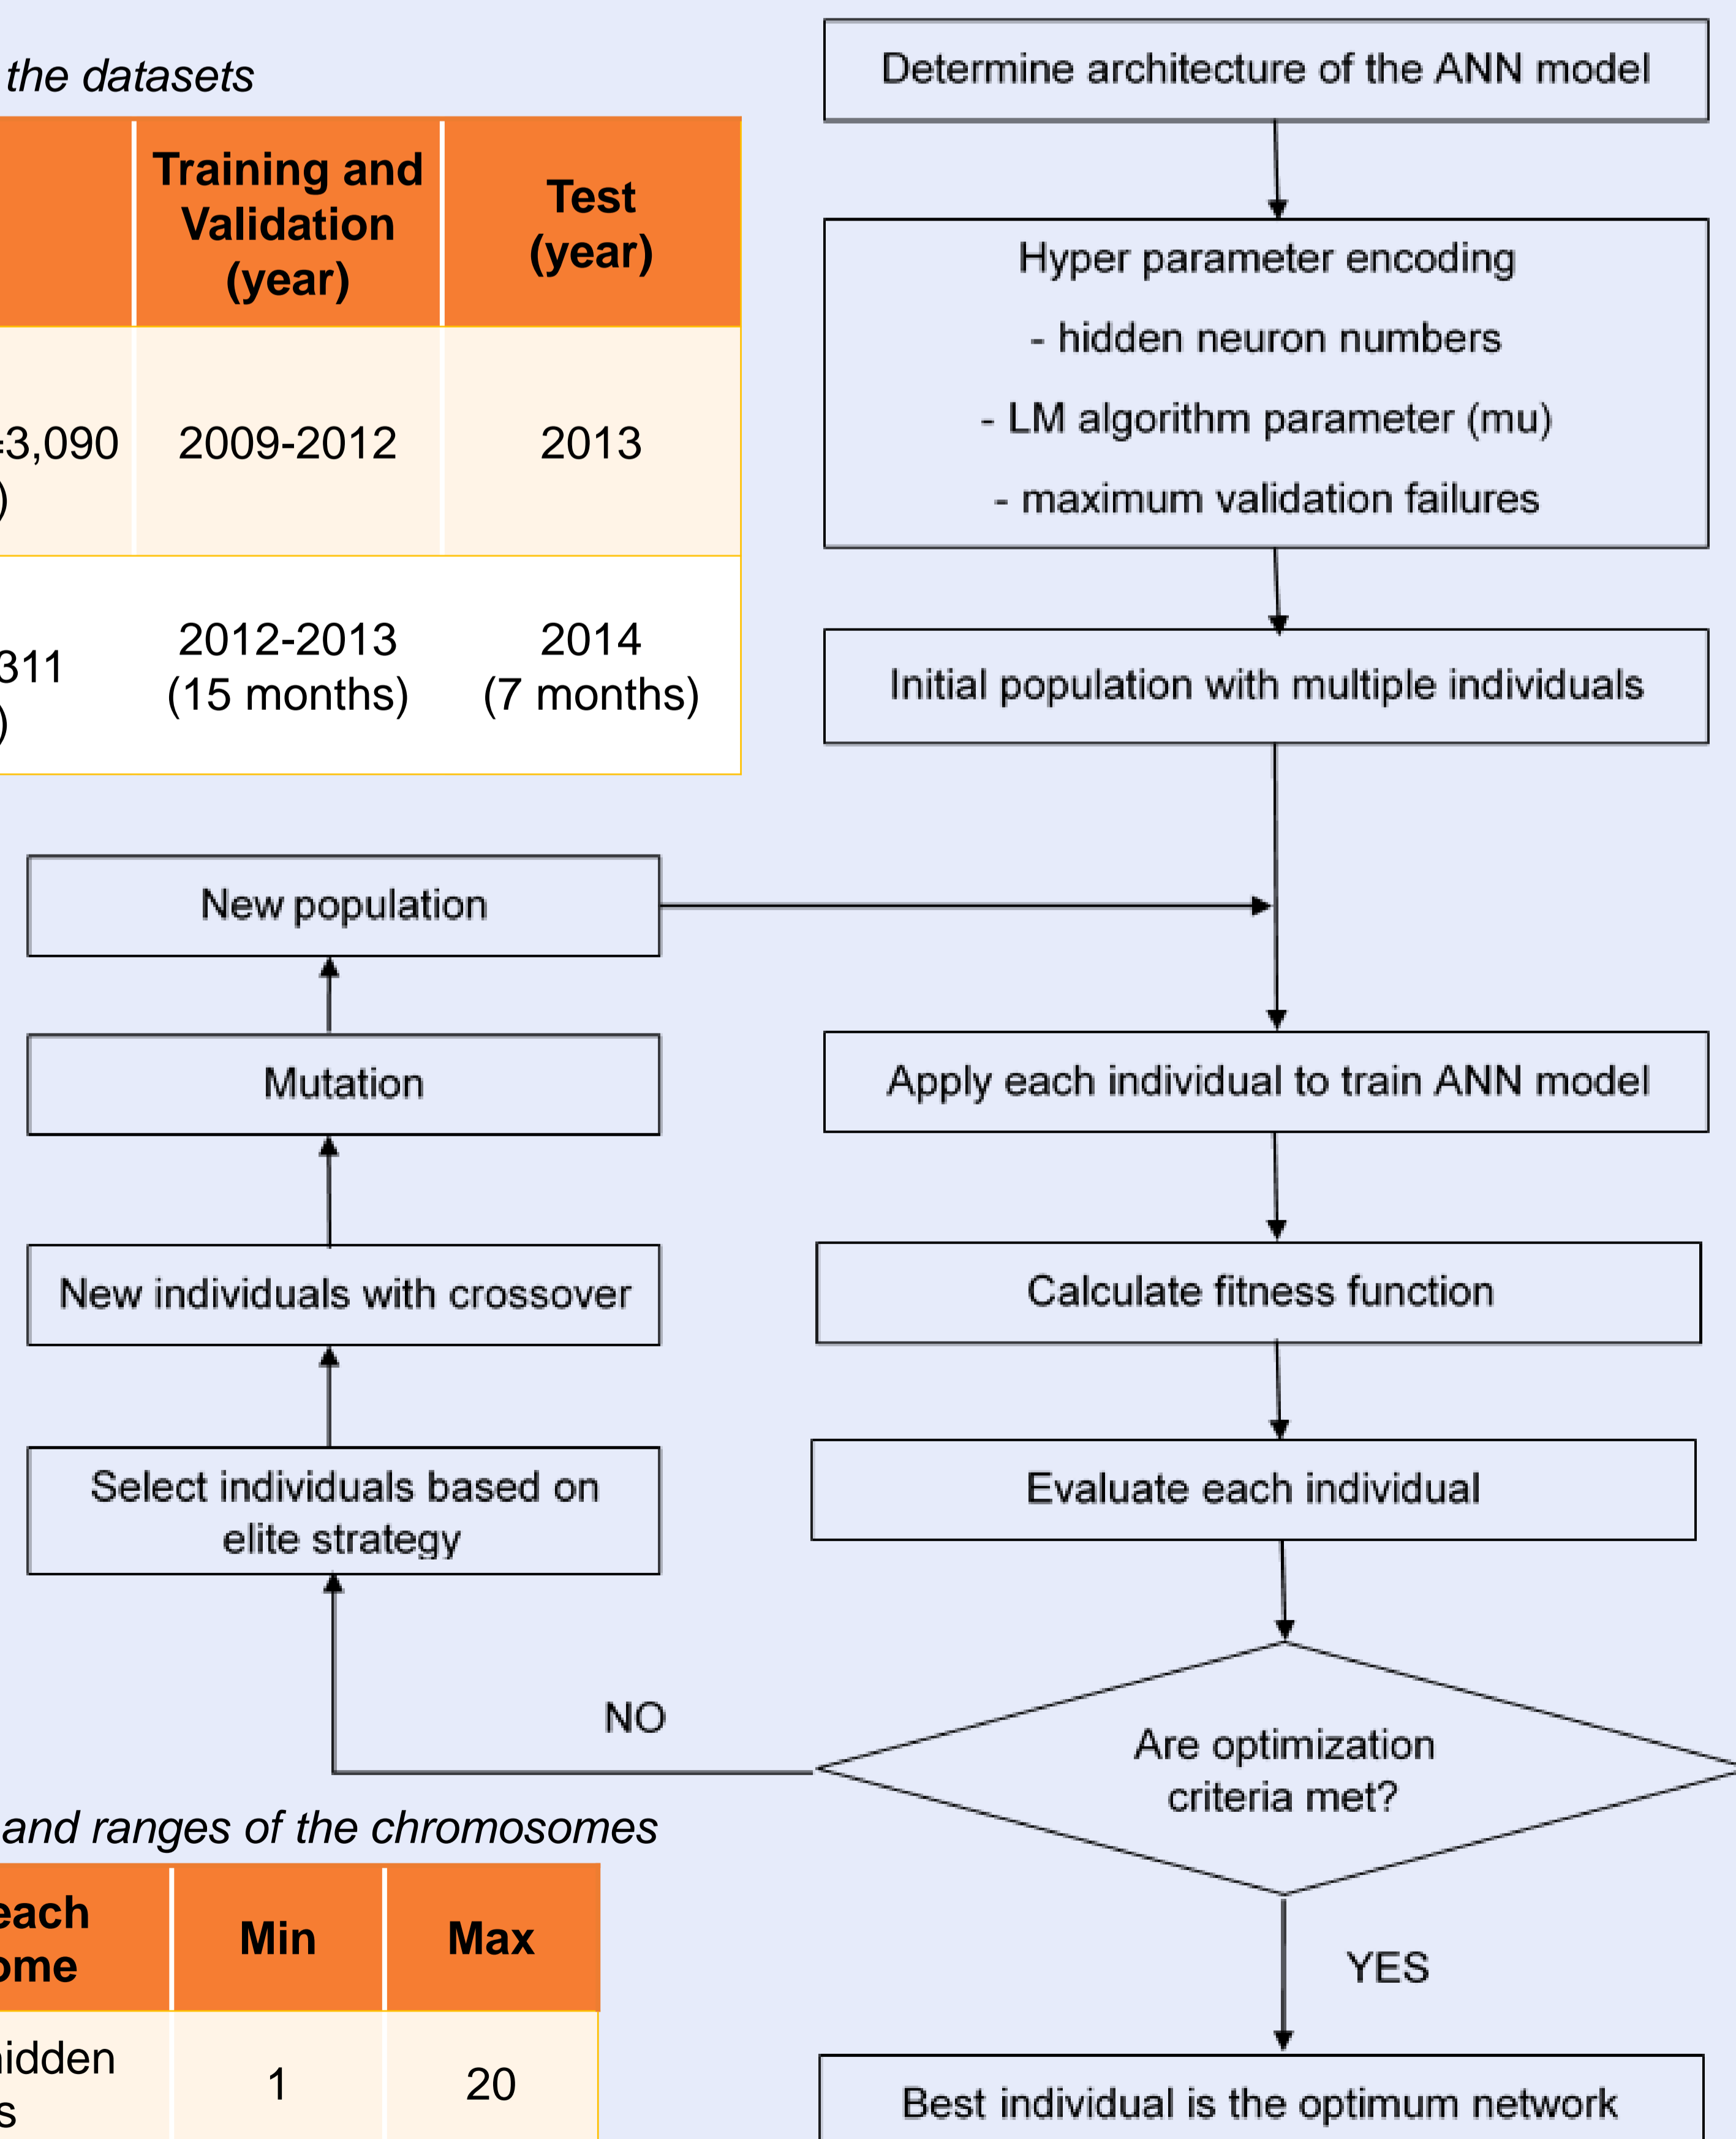 the datasets
Training and
Validation
(year)
Test
(year)
=3,090
)
2009-2012
2013
311
)
2012-2013
(15 months)
2014
(7 months)
Determine architecture of the ANN model
Hyper parameter encoding
- hidden neuron numbers
- LM algorithm parameter (mu)
- maximum validation failures
Initial population with multiple individuals
New population
Mutation
New individuals with crossover
Select individuals based on
elite strategy
Apply each individual to train ANN model
Calculate fitness function
Evaluate each individual
Are optimization
criteria met?
NO
YES
Best individual is the optimum network
and ranges of the chromosomes
each
ome
Min
Max
hidden
s
1
20